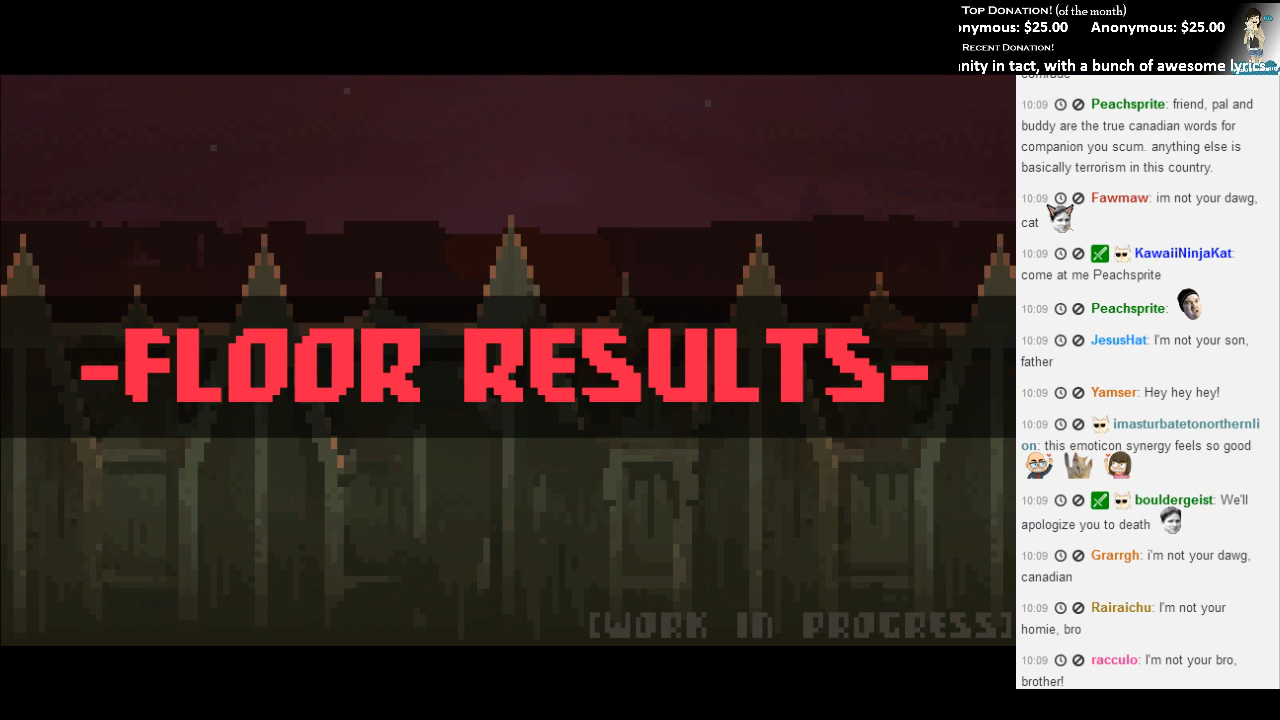 Top Donation! (of the month)
nonymous: $25.00 Anonymous: $25.00
Recent Donation!
nity in tact, with a bunch of awesome lyrics.
comrade
10:09 Peachsprite: friend, pal and
buddy are the true canadian words for
companion you scum. anything else is
basically terrorism in this country.
10:09 Fawmaw: im not your dawg,
cat
10:09 KawaiiNinjaKat:
come at me Peachsprite
10:09 Peachsprite:
10:09 JesusHat: I'm not your son,
father
10:09 Yamser: Hey hey hey!
10:09 imasturbatetonorthernli
on: this emoticon synergy feels so good
10:09 bouldergeist: We'll
apologize you to death
10:09 Grarrgh: i'm not your dawg,
canadian
10:09 Rairaichu: I'm not your
homie, bro
10:09 racculo: I'm not your bro,
brother!
-FLOOR RESULTS-
[WORK IN PROGRESS]